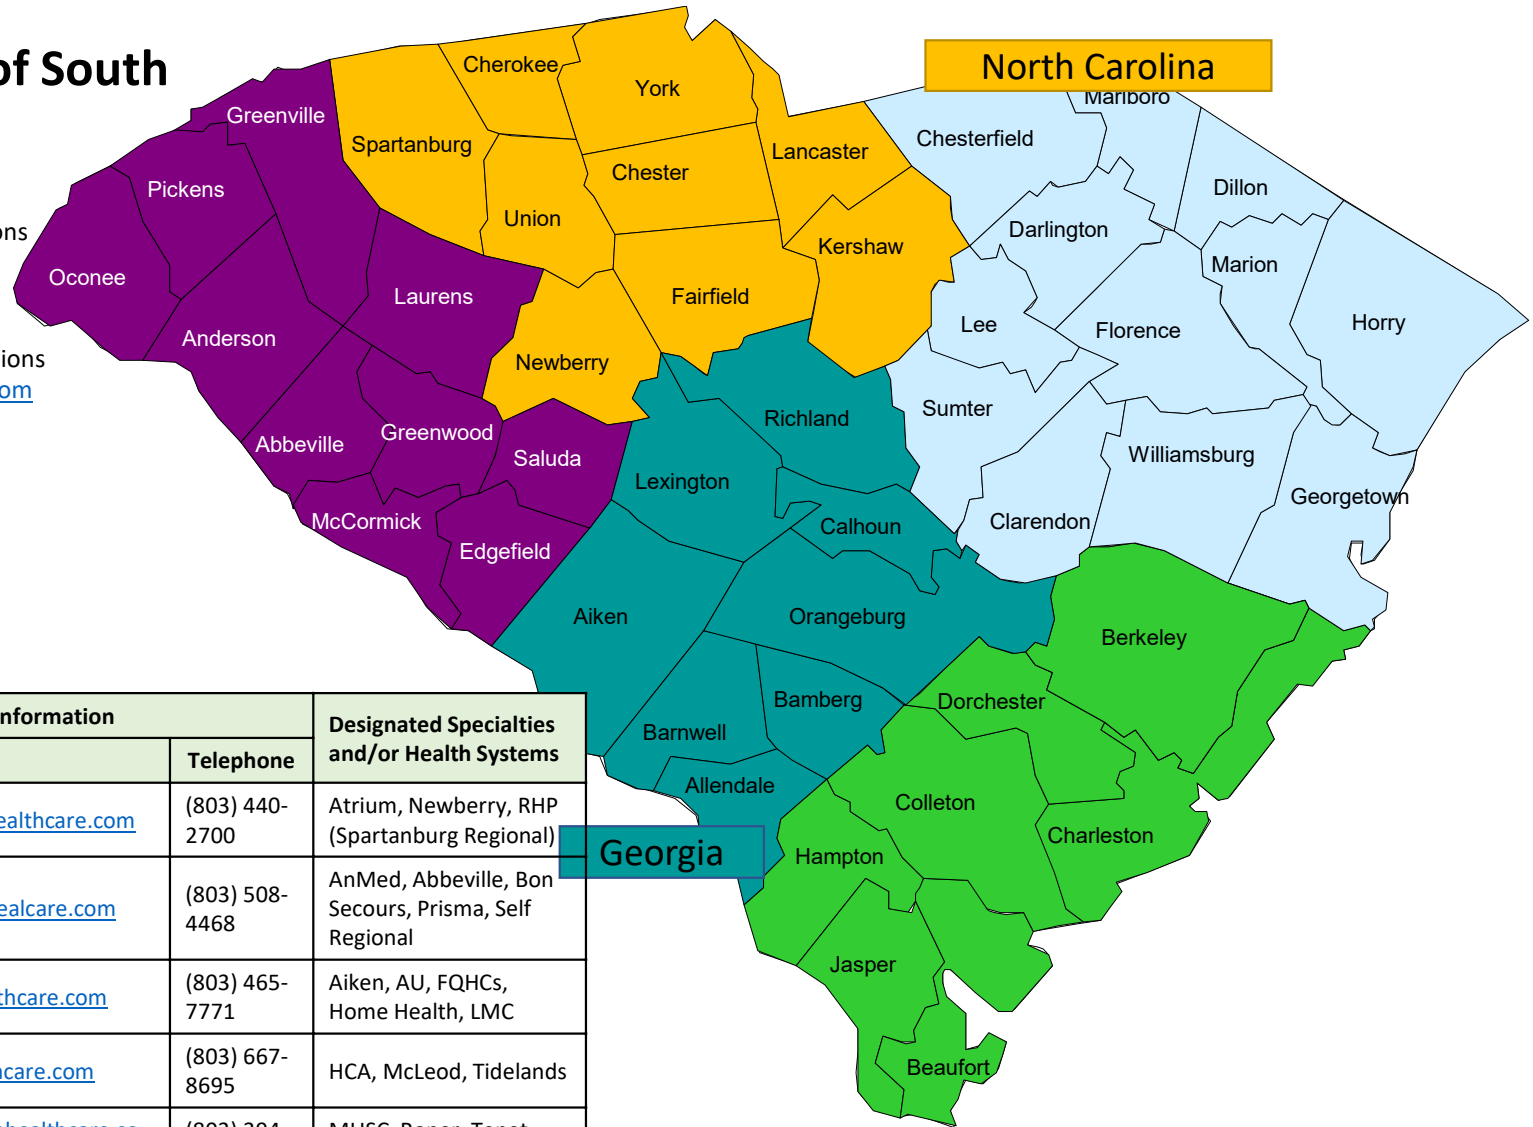 of South
North Carolina
Cherokee
York
Marlboro
Greenville
Spartanburg
Chester
Lancaster
Chesterfield
Pickens
Union
Kershaw
Darlington
Dillon
ons
Oconee
Laurens
Fairfield
Marion
Anderson
Newberry
Lee
Florence
Horry
ions
om
Abbeville
Greenwood
Saluda
Richland
Sumter
Williamsburg
Lexington
Georgetown
McCormick
Edgefield
Calhoun
Clarendon
Aiken
Orangeburg
Berkeley
Bamberg
Dorchester
Barnwell
Allendale
Colleton
Charleston
Georgia
Hampton
Jasper
Beaufort
nformation
Designated Specialties
and/or Health Systems
Telephone
ealthcare.com
(803) 440-
2700
Atrium, Newberry, RHP
(Spartanburg Regional)
ealcare.com
(803) 508-
4468
AnMed, Abbeville, Bon
Secours, Prisma, Self
Regional
thcare.com
(803) 465-
7771
Aiken, AU, FQHCs,
Home Health, LMC
hcare.com
(803) 667-
8695
HCA, McLeod, Tidelands